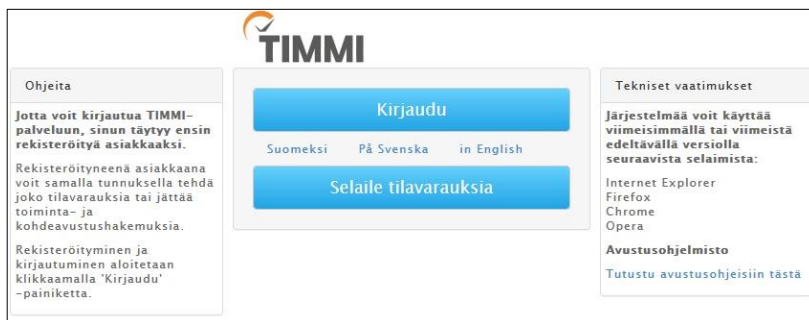 TIMMI
Ohjeita
Jotta voit kirjautua TIMMI-
palveluun, sinun täytyy ensin
rekisteröityä asiakkaaksi.
Rekisteröityneenä asiakkaana
voit samalla tunnuksella tehdä
joko tilavarauksia tai jättää
toiminta- ja
kohdeavustushakemuksia.
Rekisteröityminen ja
kirjautuminen aloitetaan
klikkaamalla 'Kirjaudu'
-painiketta.
Kirjaudu
Suomeksi På Svenska in English
Selaile tilavarauksia
Tekniset vaatimukset
Järjestelmää voit käyttää
viimeisimmällä tai viimeistä
edeltävällä versiolla
seuraavista selaimista:
Internet Explorer
Firefox
Chrome
Opera
Avustusohjelmisto
Tutustu avustusohjeisiin tästä